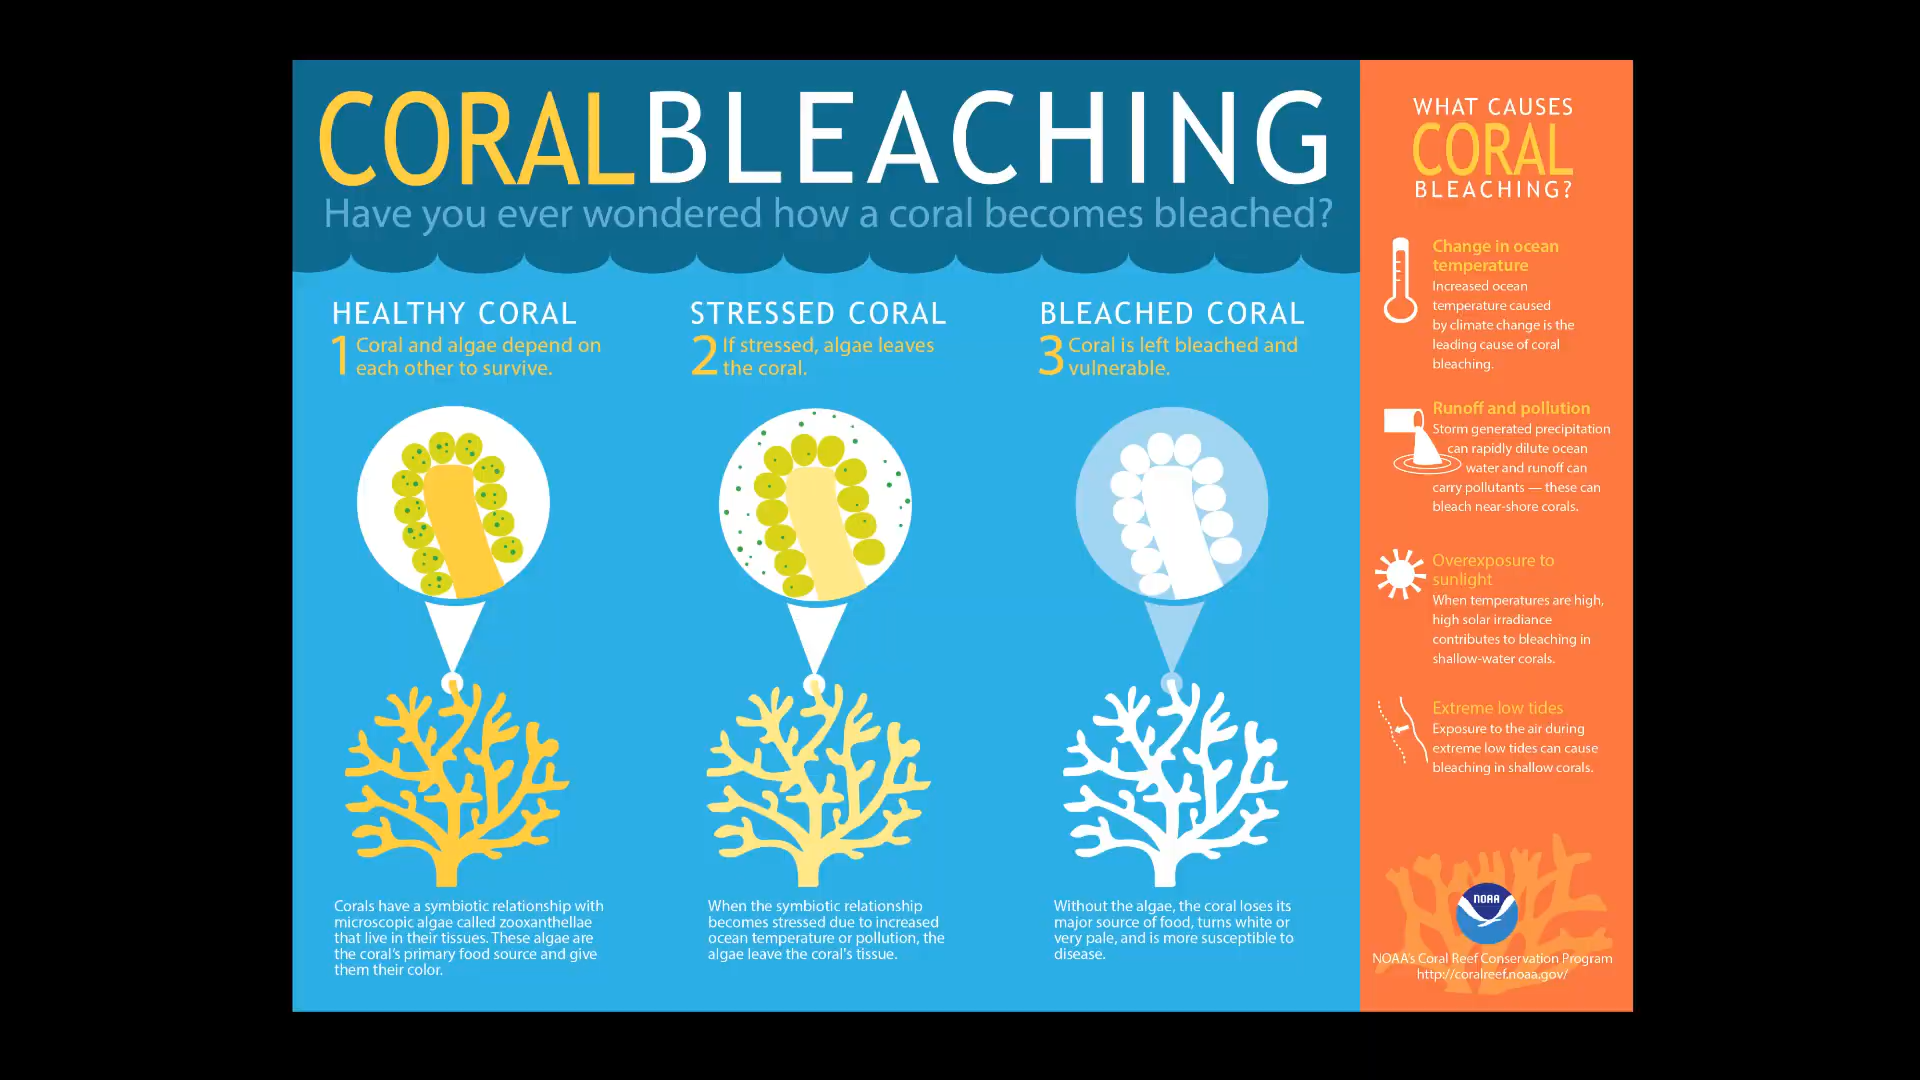 CORALBLEACHING
Have you ever wondered how a coral becomes bleached?
HEALTHY CORAL
1 Coral and algae depend on
each other to survive.
Corals have a symbiotic relationship with
microscopic algae called zooxanthellae
that live in their tissues. These algae are
the coral's primary food source and give
them their color.
STRESSED CORAL
2 If stressed, algae leaves
the coral.
When the symbiotic relationship
becomes stressed due to increased
ocean temperature or pollution, the
algae leave the coral's tissue.
BLEACHED CORAL
3 Coral is left bleached and
vulnerable.
Without the algae, the coral loses its
major source of food, turns white or
very pale, and is more susceptible to
disease.
WHAT CAUSES
CORAL
BLEACHING?
Change in ocean
temperature
Increased ocean
temperature caused
by climate change is the
leading cause of coral
bleaching.
Runoff and pollution
Storm generated precipitation
can rapidly dilute ocean
water and runoff can
carry pollutants — these can
bleach near-shore corals.
Overexposure to
sunlight
When temperatures are high,
high solar irradiance
contributes to bleaching in
shallow-water corals.
Extreme low tides
Exposure to the air during
extreme low tides can cause
bleaching in shallow corals.
NOAA
NOAA's Coral Reef Conservation Program
http://coralreef.noaa.gov/